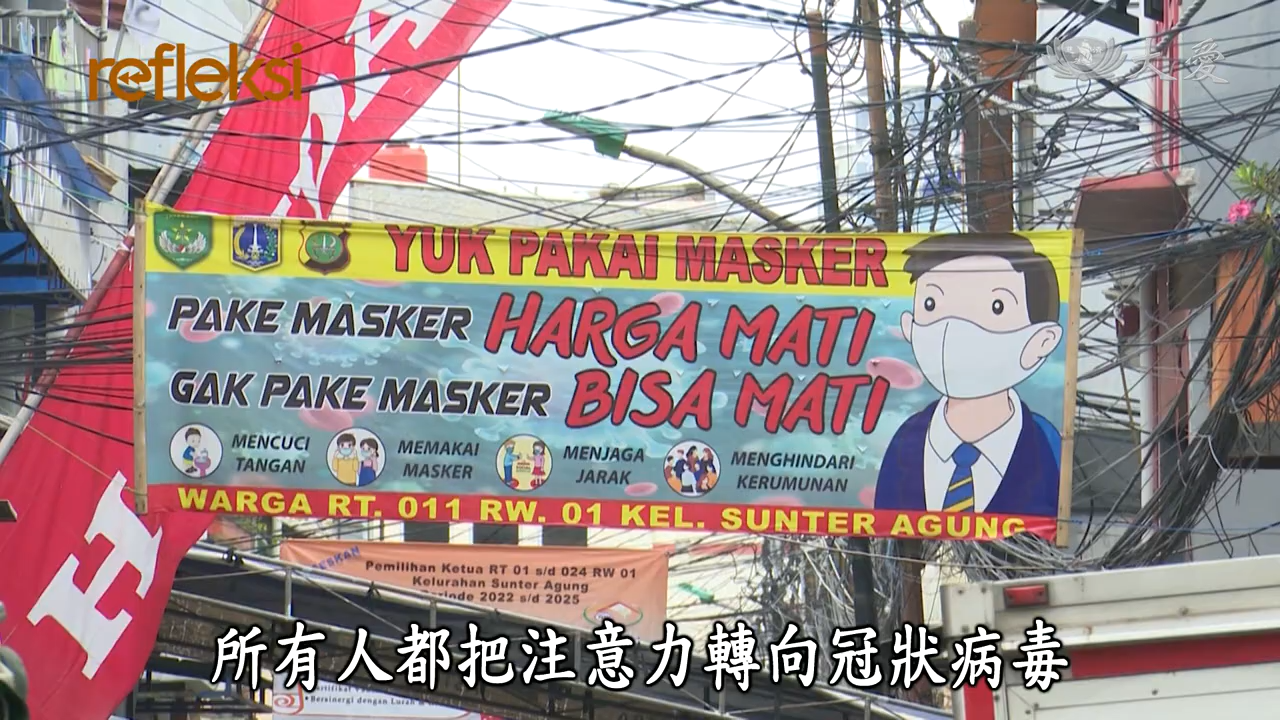 refleksi
大愛
YUK PAKAI MASKER
PAKE MASKER HARGA MATI
GAK PAKE MASKER BISA MATI
MENCUCI
TANGAN
MEMAKAI
MASKER
MENJAGA
JARAK
MENGHINDARI
KERUMUNAN
WARGA RT. 011 RW. 01 KEL. SUNTER AGUNG
Pemilihan Ketua RT 01 s/d 024 RW 01
Kelurahan Sunter Agung
2022 s/d 2025
所有人都把注意力轉向冠狀病毒